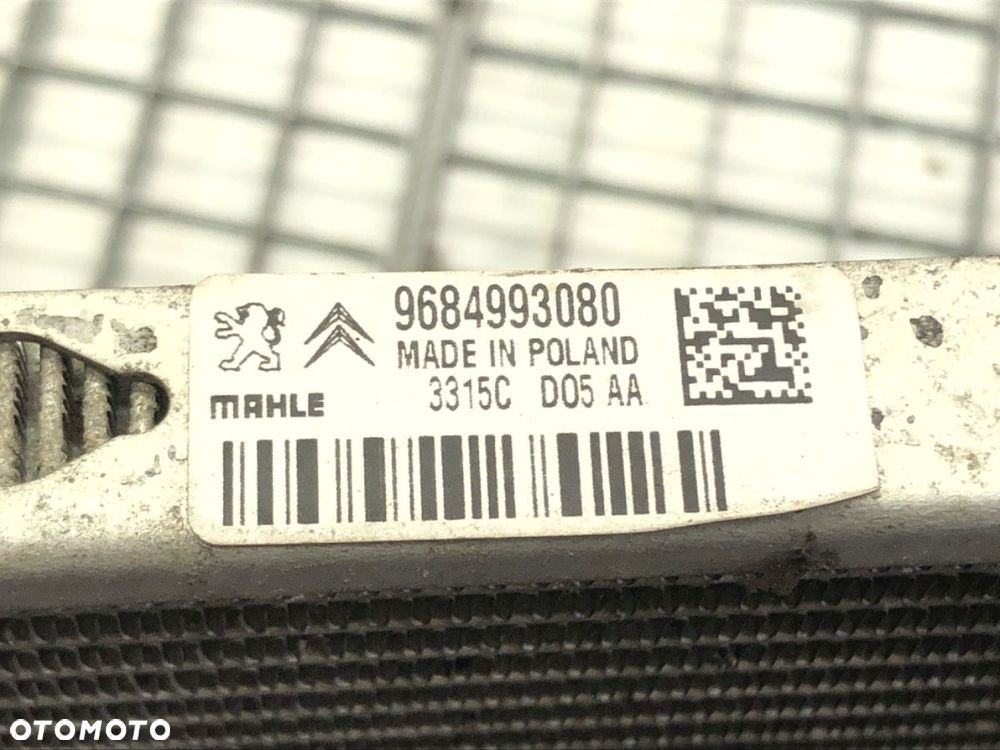 9684993080
MADE IN POLAND
MAHLE 3315C D05 AA
OTOMOTO